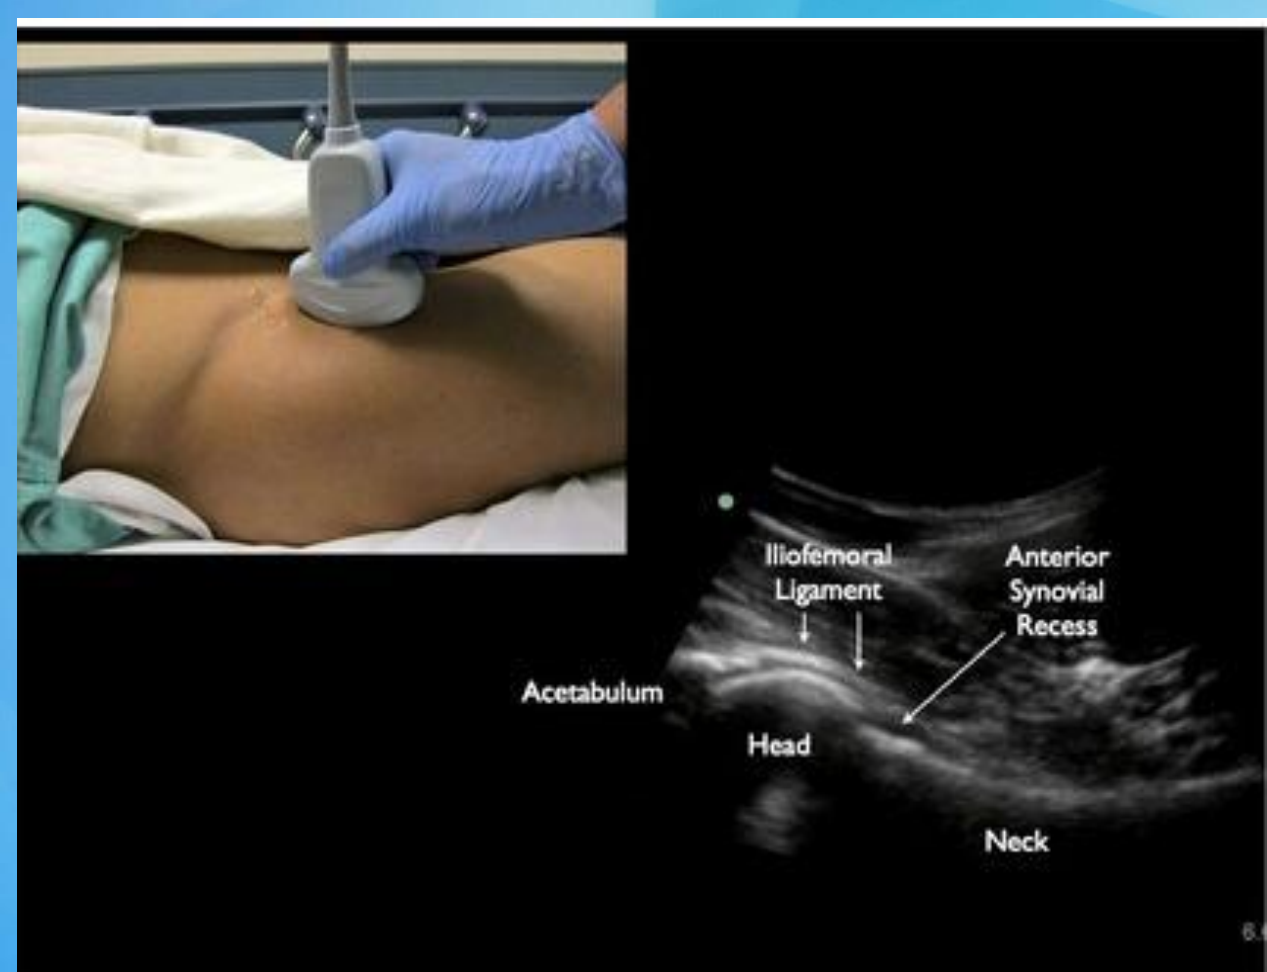 Iliofemoral
Ligament
Anterior
Synovial
Recess
Acetabulum
Head
Neck